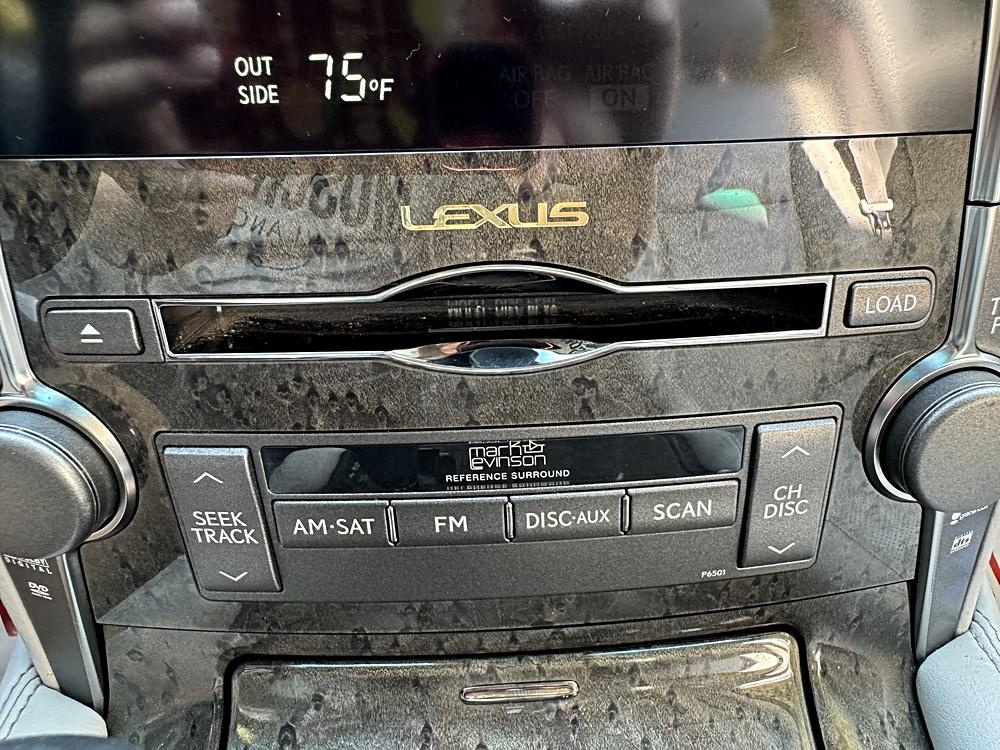 OUT
SIDE 75°F
AIR BAG AIR BAG
OFF ON
LEXUS
LOAD
mark
levinson
REFERENCE SURROUND
SEEK
TRACK
AM·SAT
FM
DISC·AUX
SCAN
CH
DISC
P6501
DIGITAL
DVD